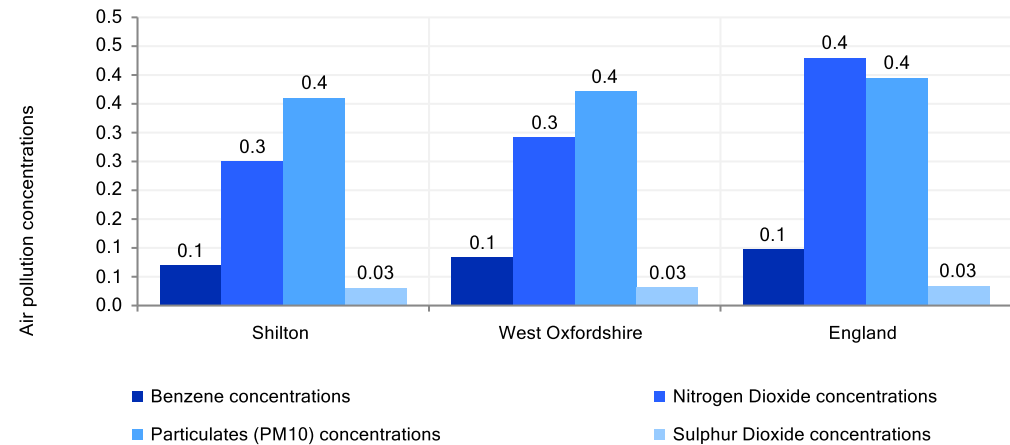 Air pollution concentrations
0.5
0.5
0.4
0.4
0.3
0.3
0.2
0.2
0.1
0.1
0.0
0.1
0.3
0.4
0.03
0.1
0.3
0.4
0.03
0.1
0.4
0.4
0.03
Shilton
West Oxfordshire
England
Benzene concentrations
Nitrogen Dioxide concentrations
Particulates (PM10) concentrations
Sulphur Dioxide concentrations